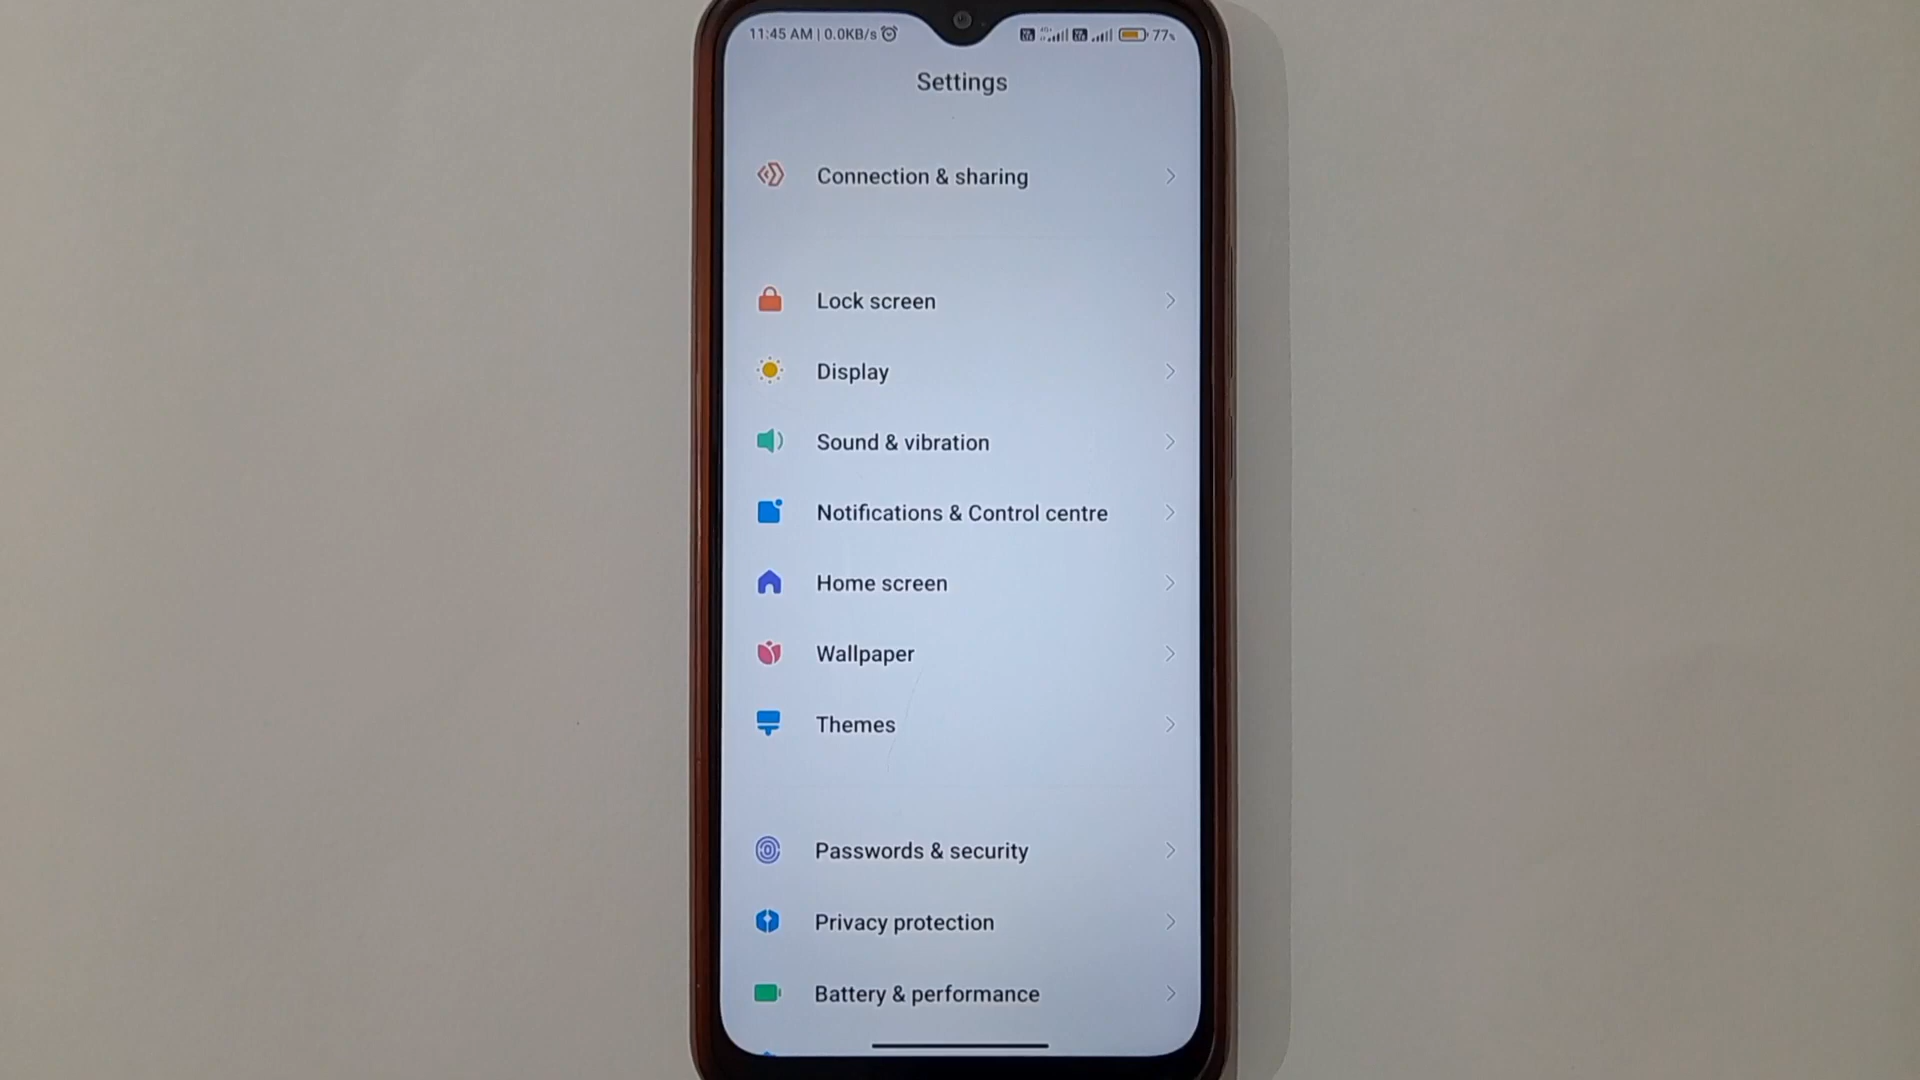 11:45 AM | 0.0KB/s 77%
Settings
Connection & sharing
Lock screen
Display
Sound & vibration
Notifications & Control centre
Home screen
Wallpaper
Themes
Passwords & security
Privacy protection
Battery & performance